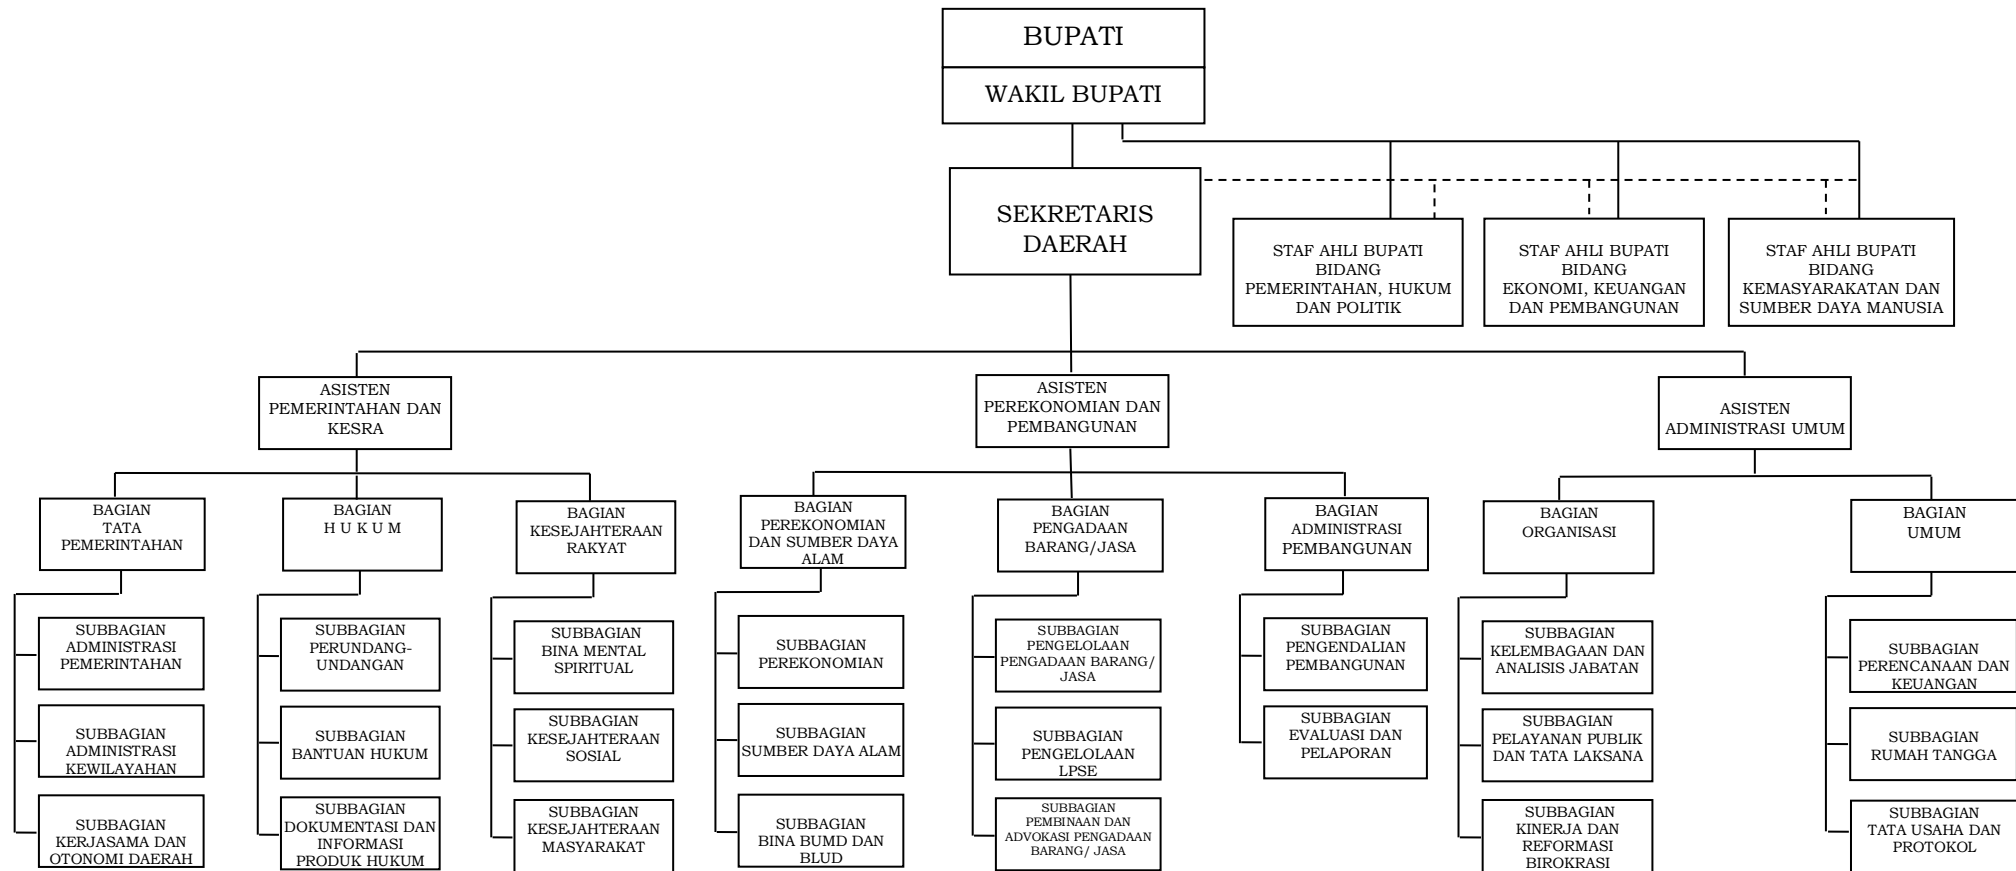 BUPATI
WAKIL BUPATI
SEKRETARIS
DAERAH
STAF AHLI BUPATI
BIDANG
PEMERINTAHAN, HUKUM
DAN POLITIK
STAF AHLI BUPATI
BIDANG
EKONOMI, KEUANGAN
DAN PEMBANGUNAN
STAF AHLI BUPATI
BIDANG
KEMASYARAKATAN DAN
SUMBER DAYA MANUSIA
ASISTEN
PEMERINTAHAN DAN
KESRA
ASISTEN
PEREKONOMIAN DAN
PEMBANGUNAN
ASISTEN
ADMINISTRASI UMUM
BAGIAN
TATA
PEMERINTAHAN
BAGIAN
H U K U M
BAGIAN
KESEJAHTERAAN
RAKYAT
BAGIAN
PEREKONOMIAN
DAN SUMBER DAYA
ALAM
BAGIAN
PENGADAAN
BARANG/JASA
BAGIAN
ADMINISTRASI
PEMBANGUNAN
BAGIAN
ORGANISASI
BAGIAN
UMUM
SUBBAGIAN
ADMINISTRASI
PEMERINTAHAN
SUBBAGIAN
PERUNDANG-
UNDANGAN
SUBBAGIAN
BINA MENTAL
SPIRITUAL
SUBBAGIAN
PEREKONOMIAN
SUBBAGIAN
PENGELOLAAN
PENGADAAN BARANG/
JASA
SUBBAGIAN
PENGENDALIAN
PEMBANGUNAN
SUBBAGIAN
KELEMBAGAAN DAN
ANALISIS JABATAN
SUBBAGIAN
PERENCANAAN DAN
KEUANGAN
SUBBAGIAN
ADMINISTRASI
KEWILAYAHAN
SUBBAGIAN
BANTUAN HUKUM
SUBBAGIAN
KESEJAHTERAAN
SOSIAL
SUBBAGIAN
SUMBER DAYA ALAM
SUBBAGIAN
PENGELOLAAN
LPSE
SUBBAGIAN
EVALUASI DAN
PELAPORAN
SUBBAGIAN
PELAYANAN PUBLIK
DAN TATA LAKSANA
SUBBAGIAN
RUMAH TANGGA
SUBBAGIAN
KERJASAMA DAN
OTONOMI DAERAH
SUBBAGIAN
DOKUMENTASI DAN
INFORMASI
PRODUK HUKUM
SUBBAGIAN
KESEJAHTERAAN
MASYARAKAT
SUBBAGIAN
BINA BUMD DAN
BLUD
SUBBAGIAN
PEMBINAAN DAN
ADVOKASI PENGADAAN
BARANG/ JASA
SUBBAGIAN
KINERJA DAN
REFORMASI
BIROKRASI
SUBBAGIAN
TATA USAHA DAN
PROTOKOL